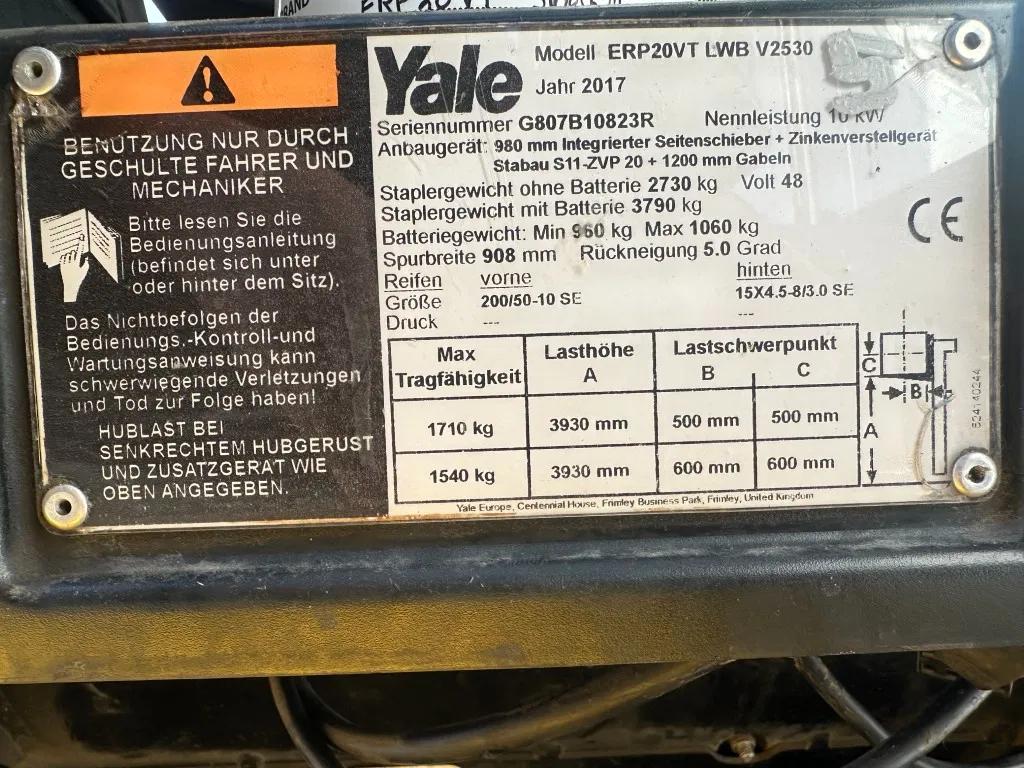 BRAND
ERP 20
BENUTZUNG NUR DURCH
GESCHULTE FAHRER UND
MECHANIKER
Bitte lesen Sie die
Bedienungsanleitung
(befindet sich unter
oder hinter dem Sitz).
Das Nichtbefolgen der
Bedienungs.-Kontroll-und
Wartungsanweisung kann
schwerwiegende Verletzungen
und Tod zur Folge haben!
HUBLAST BEI
SENKRECHTEM HUBGERUST
UND ZUSATZGERAT WIE
OBEN ANGEGEBEN.
Yale
Modell ERP20VT LWB V2530
Jahr 2017
Seriennummer G807B10823R Nennleistung 10 kW
Anbaugerät: 980 mm Integrierter Seitenschieber + Zinkenverstellgerät
Stabau S11-ZVP 20 + 1200 mm Gabeln
Staplergewicht ohne Batterie 2730 kg Volt 48
Staplergewicht mit Batterie 3790 kg
Batteriegewicht: Min 960 kg Max 1060 kg
Spurbreite 908 mm Rückneigung 5.0 Grad
Reifen vorne hinten
Größe 200/50-10 SE 15X4.5-8/3.0 SE
Druck --- ---
CE
Max Tragfähigkeit Lasthöhe A Lastschwerpunkt B C
1710 kg 3930 mm 500 mm 500 mm
1540 kg 3930 mm 600 mm 600 mm
C
B
A
524140244
Yale Europe, Centennial House, Frimley Business Park, Frimley, United Kingdom